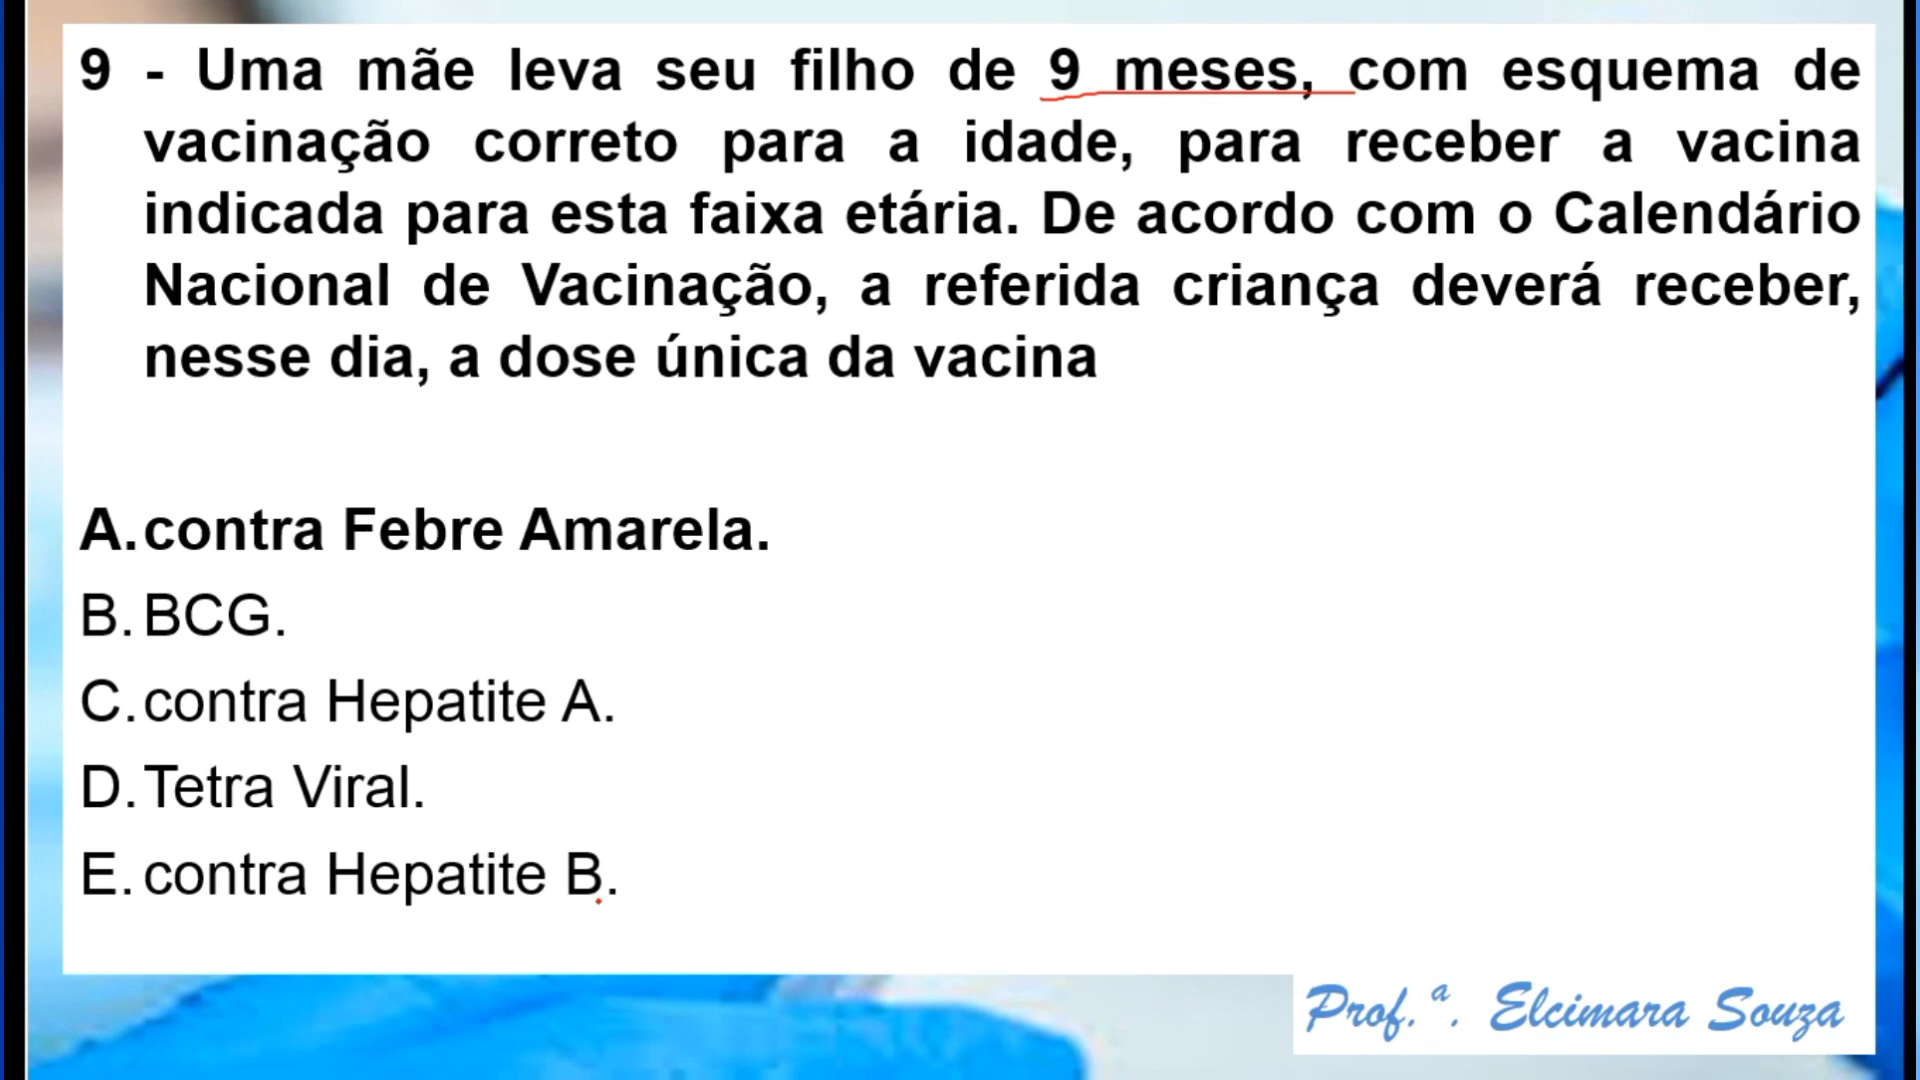 9 - Uma mãe leva seu filho de 9 meses, com esquema de
vacinação correto para a idade, para receber a vacina
indicada para esta faixa etária. De acordo com o Calendário
Nacional de Vacinação, a referida criança deverá receber,
nesse dia, a dose única da vacina
A. contra Febre Amarela.
B. BCG.
C. contra Hepatite A.
D. Tetra Viral.
E. contra Hepatite B.
Prof.ª. Elcimara Souza